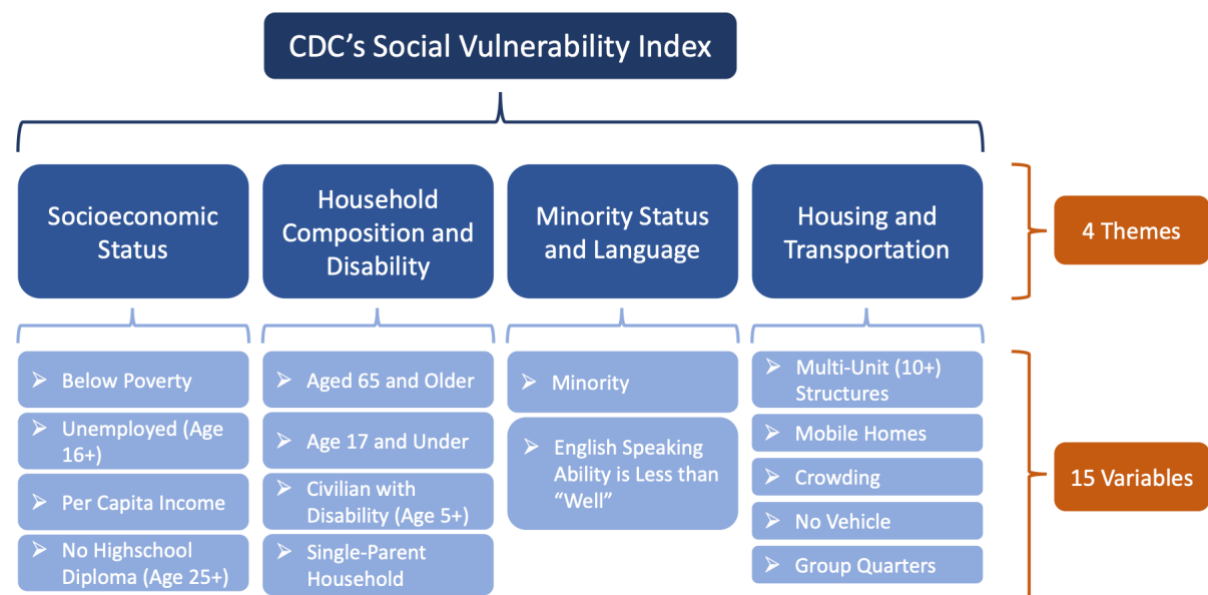 CDC's Social Vulnerability Index
Socioeconomic
Status
Household
Composition and
Disability
Minority Status
and Language
Housing and
Transportation
4 Themes
Below Poverty
Unemployed (Age
16+)
Per Capita Income
No Highschool
Diploma (Age 25+)
Aged 65 and Older
Age 17 and Under
Civilian with
Disability (Age 5+)
Single-Parent
Household
Minority
English Speaking
Ability is Less than
“Well”
Multi-Unit (10+)
Structures
Mobile Homes
Crowding
No Vehicle
Group Quarters
15 Variables